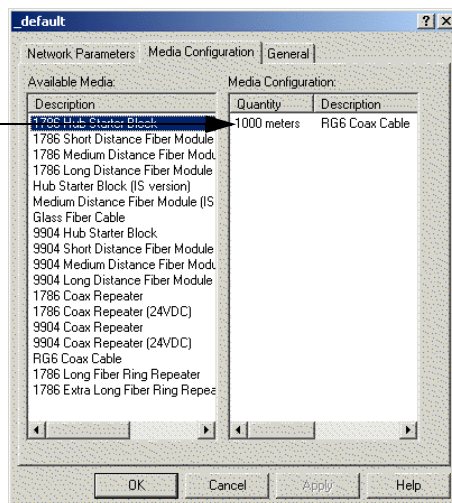 _default
Network Parameters Media Configuration General
Available Media: Media Configuration:
Description Quantity Description
1786 Hub Starter Block 1000 meters RG6 Coax Cable
1786 Short Distance Fiber Module
1786 Medium Distance Fiber Modu
1786 Long Distance Fiber Module
Hub Starter Block (IS version)
Medium Distance Fiber Module (IS
Glass Fiber Cable
9904 Hub Starter Block
9904 Short Distance Fiber Module
9904 Medium Distance Fiber Modu
9904 Long Distance Fiber Module
1786 Coax Repeater
1786 Coax Repeater (24VDC)
9904 Coax Repeater
9904 Coax Repeater (24VDC)
RG6 Coax Cable
1786 Long Fiber Ring Repeater
1786 Extra Long Fiber Ring Repea
OK Cancel Apply Help